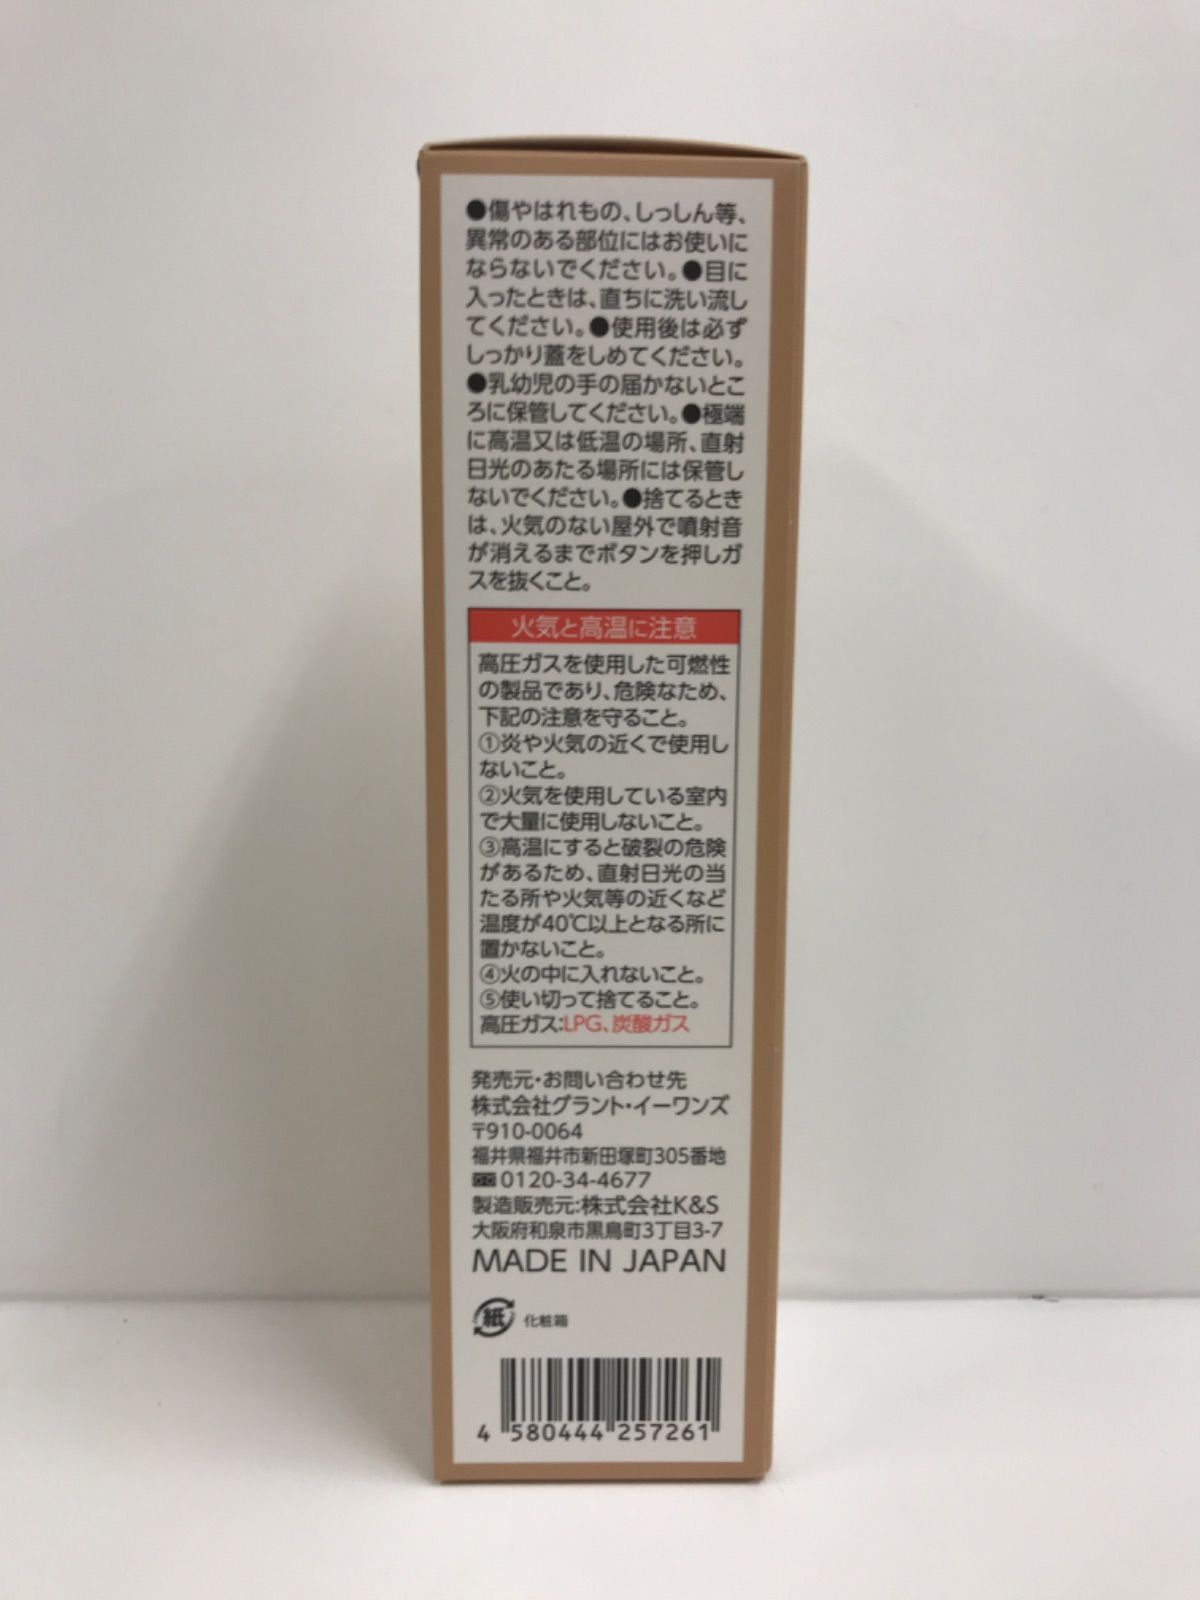 ●傷やはれもの、しっしん等、
異常のある部位にはお使いに
ならないでください。●目に
入ったときは、直ちに洗い流し
てください。●使用後は必ず
しっかり蓋をしめてください。
●乳幼児の手の届かないとこ
ろに保管してください。●極端
に高温又は低温の場所、直射
日光のあたる場所には保管し
ないでください。●捨てるとき
は、火気のない屋外で噴射音
が消えるまでボタンを押しガ
スを抜くこと。
火気と高温に注意
高圧ガスを使用した可燃性
の製品であり、危険なため、
下記の注意を守ること。
①炎や火気の近くで使用し
ないこと。
②火気を使用している室内
で大量に使用しないこと。
③高温にすると破裂の危険
があるため、直射日光の当
たる所や火気等の近くなど
温度が40℃以上となる所に
置かないこと。
④火の中に入れないこと。
⑤使い切って捨てること。
高圧ガス:LPG、炭酸ガス
発売元・お問い合わせ先
株式会社グラント・イーワンズ
〒910-0064
福井県福井市新田塚町305番地
0120-34-4677
製造販売元:株式会社K&S
大阪府和泉市黒鳥町3丁目3-7
MADE IN JAPAN
紙 化粧箱
4 580444 257261